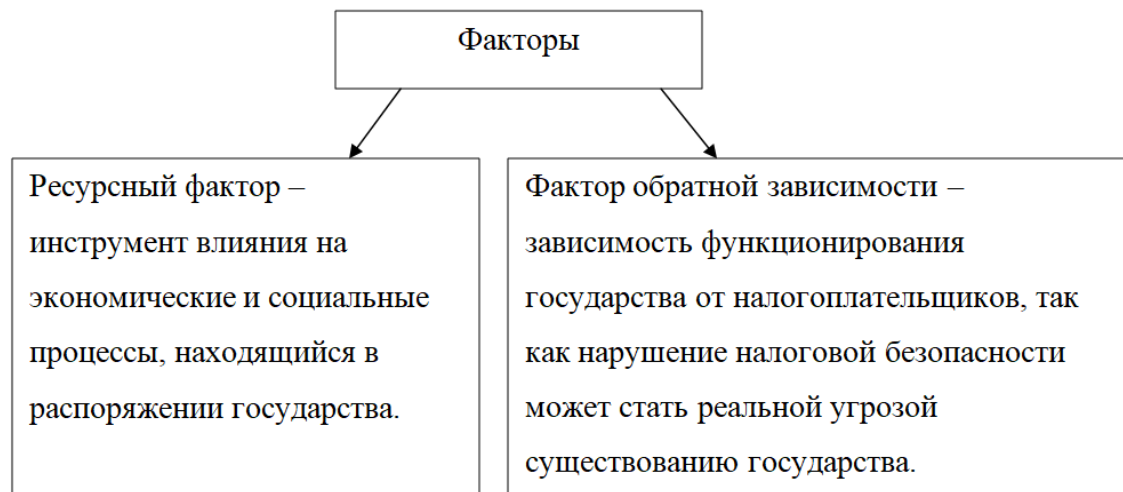 Факторы
Ресурсный фактор –
инструмент влияния на
экономические и социальные
процессы, находящийся в
распоряжении государства.
Фактор обратной зависимости –
зависимость функционирования
государства от налогоплательщиков, так
как нарушение налоговой безопасности
может стать реальной угрозой
существованию государства.